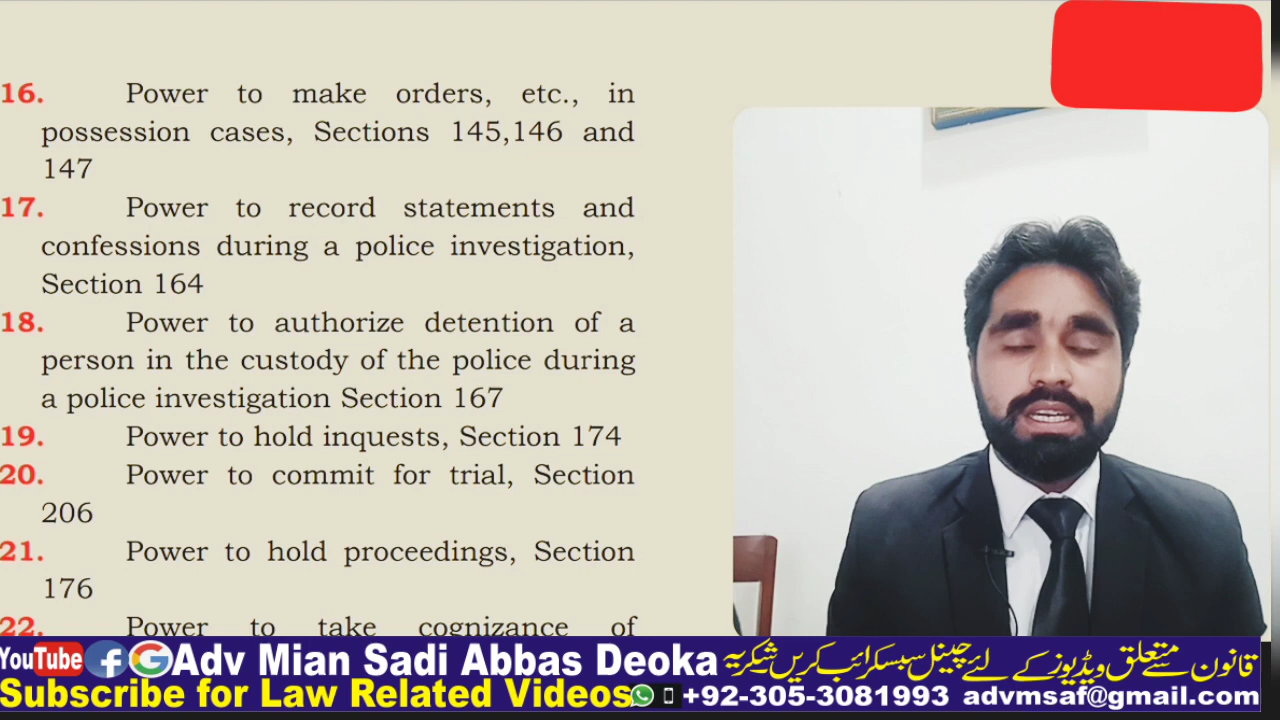 16. Power to make orders, etc., in
possession cases, Sections 145,146 and
147
17. Power to record statements and
confessions during a police investigation,
Section 164
18. Power to authorize detention of a
person in the custody of the police during
a police investigation Section 167
19. Power to hold inquests, Section 174
20. Power to commit for trial, Section
206
21. Power to hold proceedings, Section
176
22. Power to take cognizance of
YouTube f G Adv Mian Sadi Abbas Deoka قانون سے متعلق ویڈیوز کے لئے چینل سبسکرائب کریں شکریہ
Subscribe for Law Related Videos +92-305-3081993 advmsaf@gmail.com